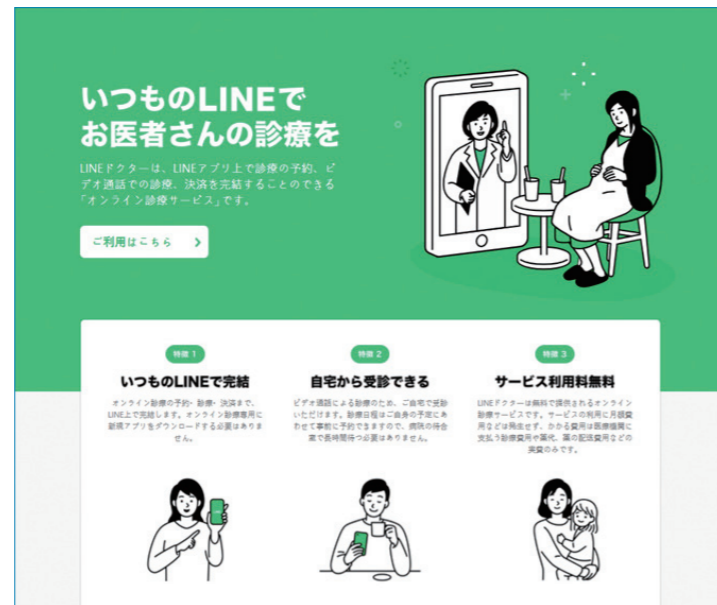 いつものLINEで
お医者さんの診療を
LINEドクターは、LINEアプリ上で診療の予約、ビ
デオ通話での診療、決済を完結することのできる
「オンライン診療サービス」です。
ご利用はこちら
特徴 1
いつものLINEで完結
オンライン診療の予約・診療・決済まで、
LINE上で完結します。オンライン診療専用に
新規アプリをダウンロードする必要はありま
せん。
特徴 2
自宅から受診できる
ビデオ通話による診療のため、ご自宅で受診
いただけます。診療日程はご自身の予定にあ
わせて事前に予約できますので、病院の待合
室で長時間待つ必要はありません。
特徴 3
サービス利用料無料
LINEドクターは無料で提供されるオンライン
診療サービスです。サービスの利用に月額費
用などは発生せず、かかる費用は医療機関に
支払う診療費用や薬代、薬の配送費用などの
実費のみです。